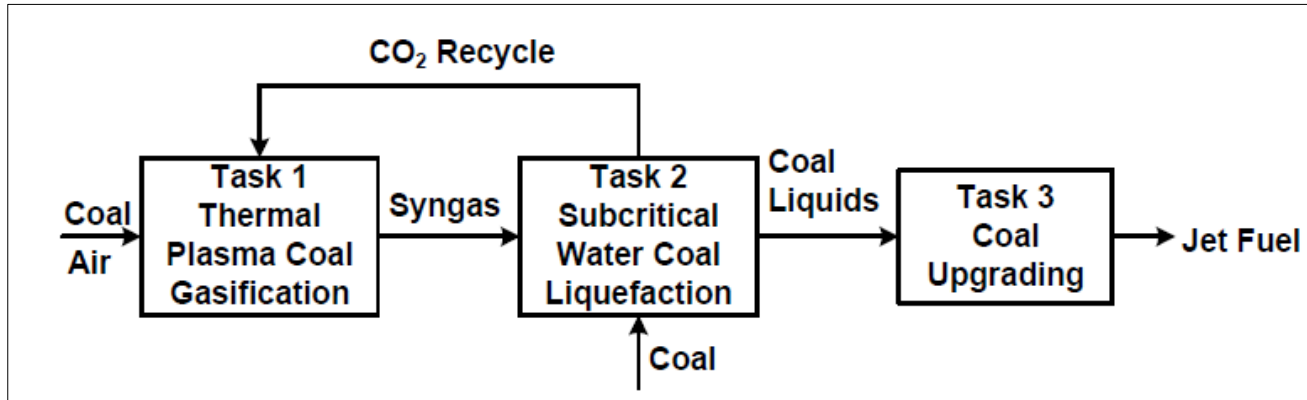 CO₂ Recycle
Coal
Air
Task 1
Thermal
Plasma Coal
Gasification
Syngas
Task 2
Subcritical
Water Coal
Liquefaction
Coal
Coal
Liquids
Task 3
Coal
Upgrading
Jet Fuel